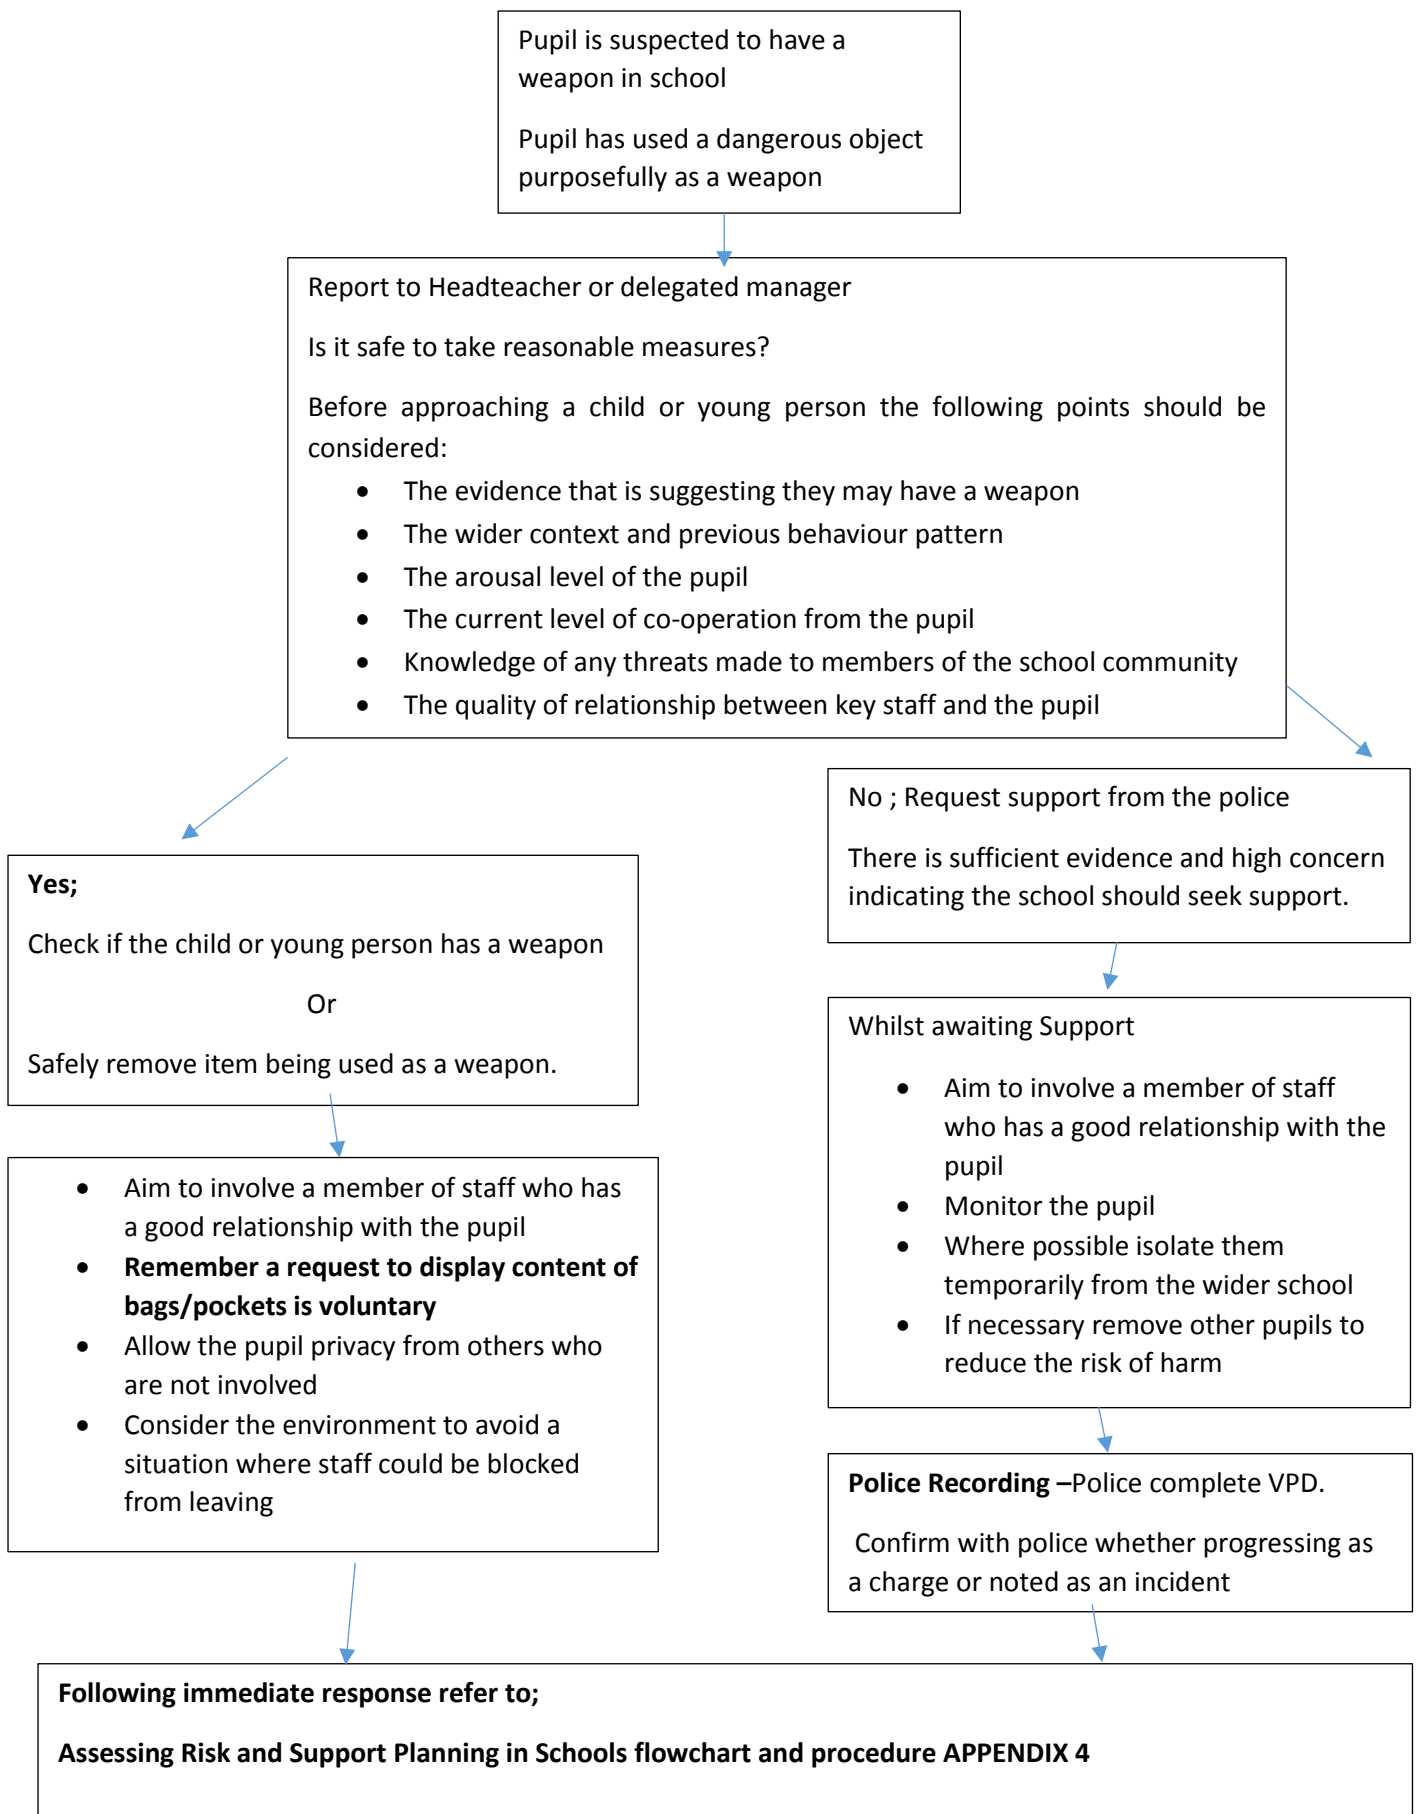 Pupil is suspected to have a
weapon in school
Pupil has used a dangerous object
purposefully as a weapon
Report to Headteacher or delegated manager
Is it safe to take reasonable measures?
Before approaching a child or young person the following points should be
considered:
• The evidence that is suggesting they may have a weapon
• The wider context and previous behaviour pattern
• The arousal level of the pupil
• The current level of co-operation from the pupil
• Knowledge of any threats made to members of the school community
• The quality of relationship between key staff and the pupil
Yes;
Check if the child or young person has a weapon
Or
Safely remove item being used as a weapon.
• Aim to involve a member of staff who has
a good relationship with the pupil
• Remember a request to display content of
bags/pockets is voluntary
• Allow the pupil privacy from others who
are not involved
• Consider the environment to avoid a
situation where staff could be blocked
from leaving
No ; Request support from the police
There is sufficient evidence and high concern
indicating the school should seek support.
Whilst awaiting Support
• Aim to involve a member of staff
who has a good relationship with the
pupil
• Monitor the pupil
• Where possible isolate them
temporarily from the wider school
• If necessary remove other pupils to
reduce the risk of harm
Police Recording –Police complete VPD.
Confirm with police whether progressing as
a charge or noted as an incident
Following immediate response refer to;
Assessing Risk and Support Planning in Schools flowchart and procedure APPENDIX 4